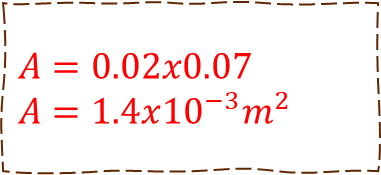 A = 0.02x0.07
A = 1.4x10⁻³m²